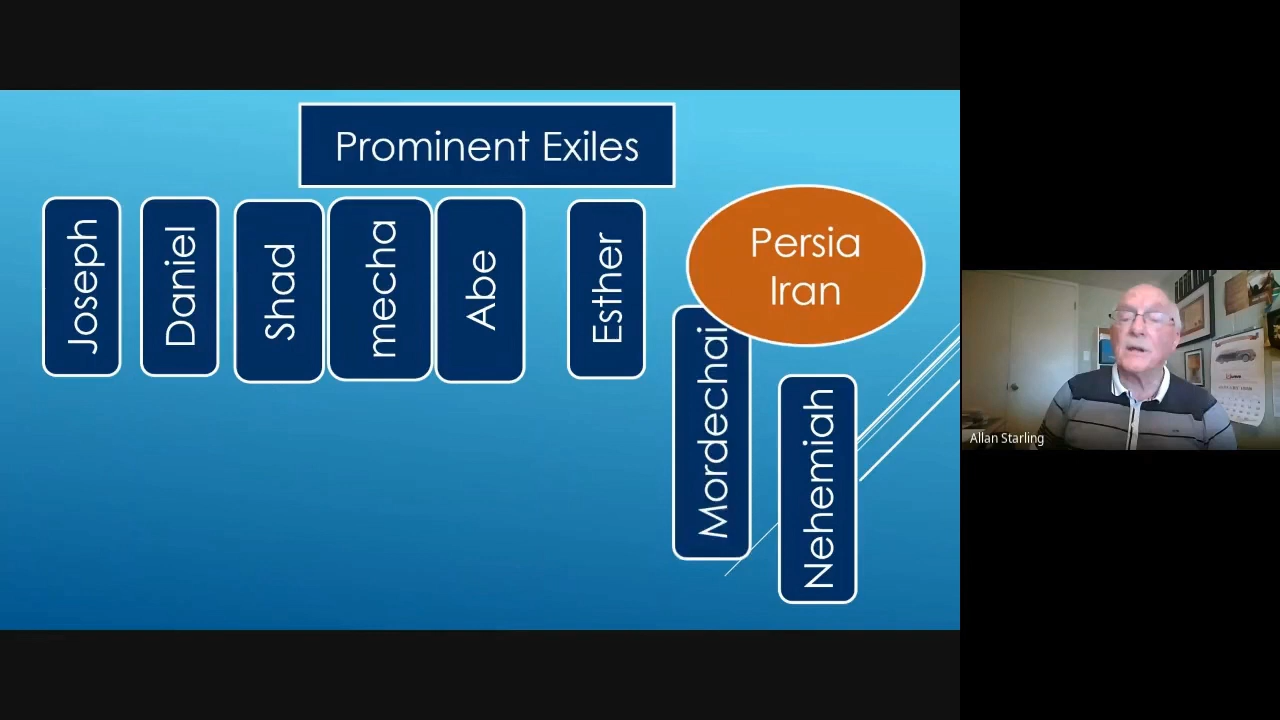 Prominent Exiles
Joseph
Daniel
Shad
mecha
Abe
Esther
Persia
Iran
Mordechai
Nehemiah
Allan Starling